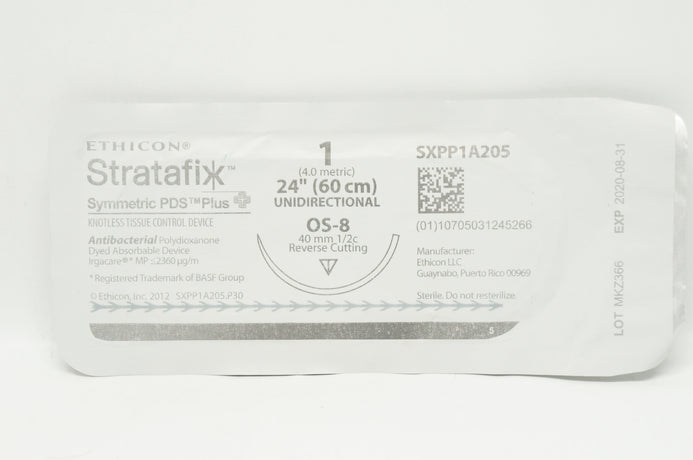 ETHICON®
Stratafix™
Symmetric PDS™Plus
KNOTLESS TISSUE CONTROL DEVICE
Antibacterial Polydioxanone
Dyed Absorbable Device
Irgacare®* MP ≤2360 µg/m
*Registered Trademark of BASF Group
© Ethicon, Inc. 2012 SXPP1A205.P30
1
(4.0 metric)
24" (60 cm)
UNIDIRECTIONAL
OS-8
40 mm 1/2c
Reverse Cutting
SXPP1A205
(01)10705031245266
Manufacturer:
Ethicon LLC
Guaynabo, Puerto Rico 00969
Sterile. Do not resterilize.
5
LOT MKZ366 EXP 2020-08-31